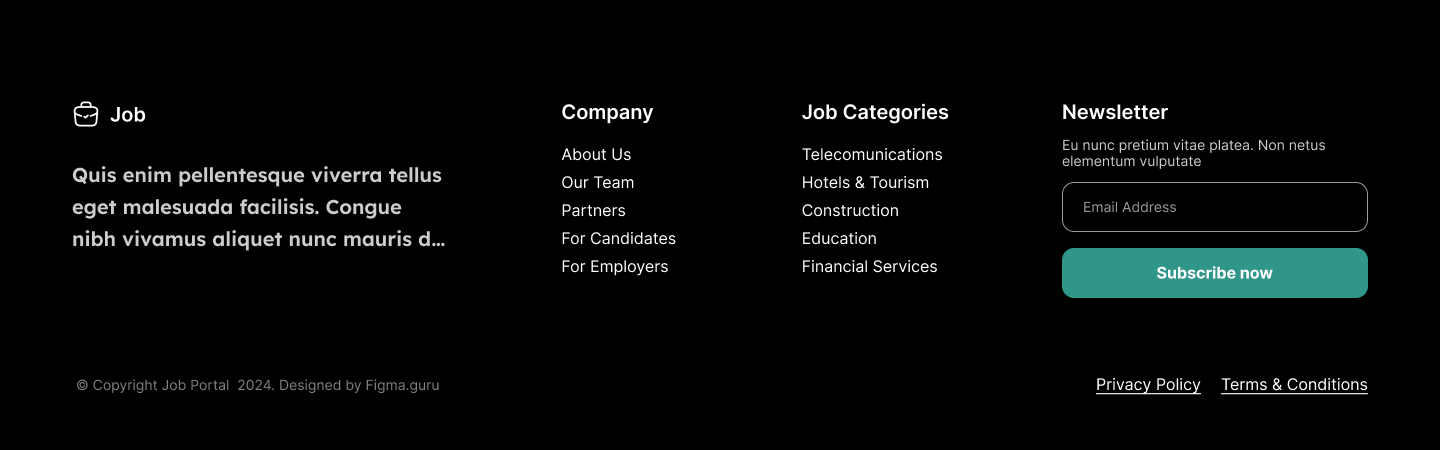 Job
Quis enim pellentesque viverra tellus
eget malesuada facilisis. Congue
nibh vivamus aliquet nunc mauris d...
Company
About Us
Our Team
Partners
For Candidates
For Employers
Job Categories
Telecomunications
Hotels & Tourism
Construction
Education
Financial Services
Newsletter
Eu nunc pretium vitae platea. Non netus
elementum vulputate
Email Address
Subscribe now
© Copyright Job Portal  2024. Designed by Figma.guru
Privacy Policy
Terms & Conditions